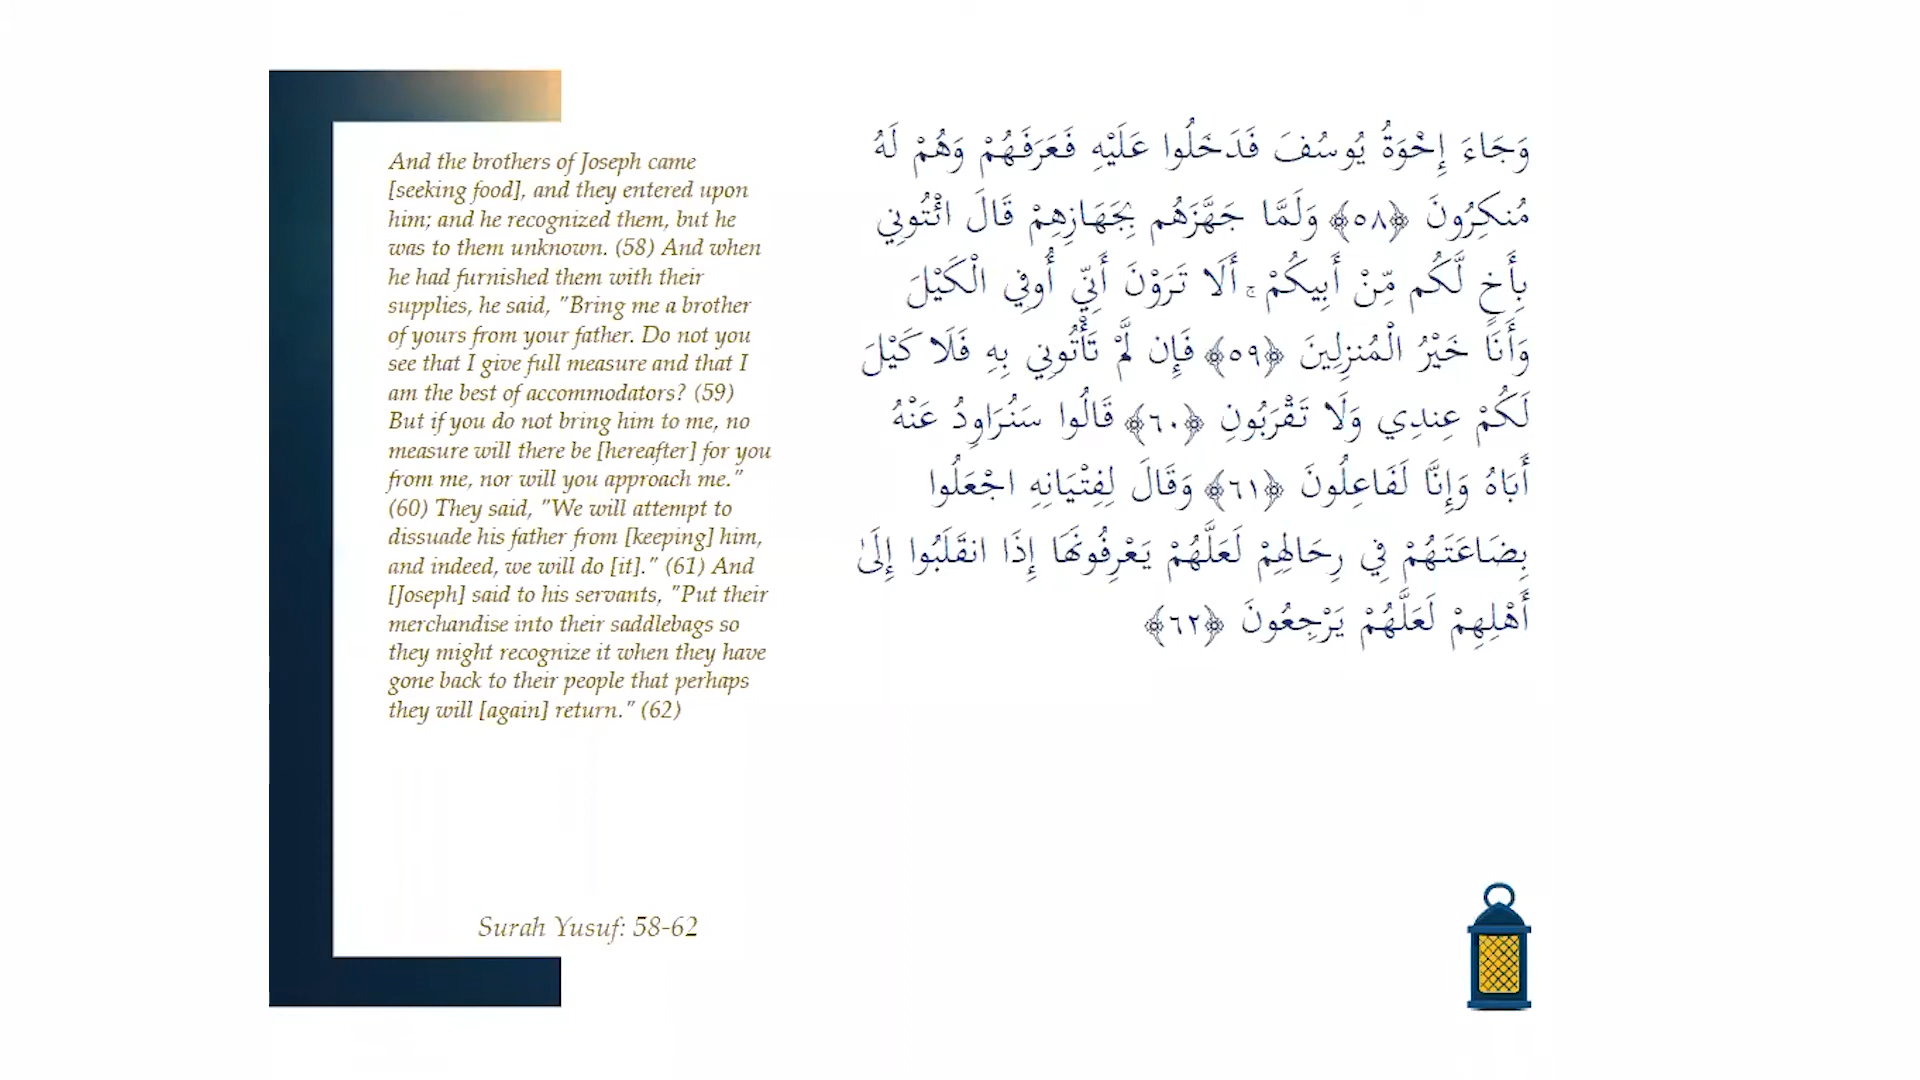 And the brothers of Joseph came
[seeking food], and they entered upon
him; and he recognized them, but he
was to them unknown. (58) And when
he had furnished them with their
supplies, he said, "Bring me a brother
of yours from your father. Do not you
see that I give full measure and that I
am the best of accommodators? (59)
But if you do not bring him to me, no
measure will there be [hereafter] for you
from me, nor will you approach me."
(60) They said, "We will attempt to
dissuade his father from [keeping] him,
and indeed, we will do [it]." (61) And
[Joseph] said to his servants, "Put their
merchandise into their saddlebags so
they might recognize it when they have
gone back to their people that perhaps
they will [again] return." (62)
Surah Yusuf: 58-62
وَجَاءَ إِخْوَةُ يُوسُفَ فَدَخَلُوا عَلَيْهِ فَعَرَفَهُمْ وَهُمْ لَهُ
مُنكِرُونَ ﴿٥٨﴾ وَلَمَّا جَهَّزَهُم بِجَهَازِهِمْ قَالَ ائْتُونِي
بِأَخٍ لَّكُم مِّنْ أَبِيكُمْ ۚ أَلَا تَرَوْنَ أَنِّي أُوفِي الْكَيْلَ
وَأَنَا خَيْرُ الْمُنزِلِينَ ﴿٥٩﴾ فَإِن لَّمْ تَأْتُونِي بِهِ فَلَا كَيْلَ
لَكُمْ عِندِي وَلَا تَقْرَبُونِ ﴿٦٠﴾ قَالُوا سَنُرَاوِدُ عَنْهُ
أَبَاهُ وَإِنَّا لَفَاعِلُونَ ﴿٦١﴾ وَقَالَ لِفِتْيَانِهِ اجْعَلُوا
بِضَاعَتَهُمْ فِي رِحَالِهِمْ لَعَلَّهُمْ يَعْرِفُونَهَا إِذَا انقَلَبُوا إِلَىٰ
أَهْلِهِمْ لَعَلَّهُمْ يَرْجِعُونَ ﴿٦٢﴾